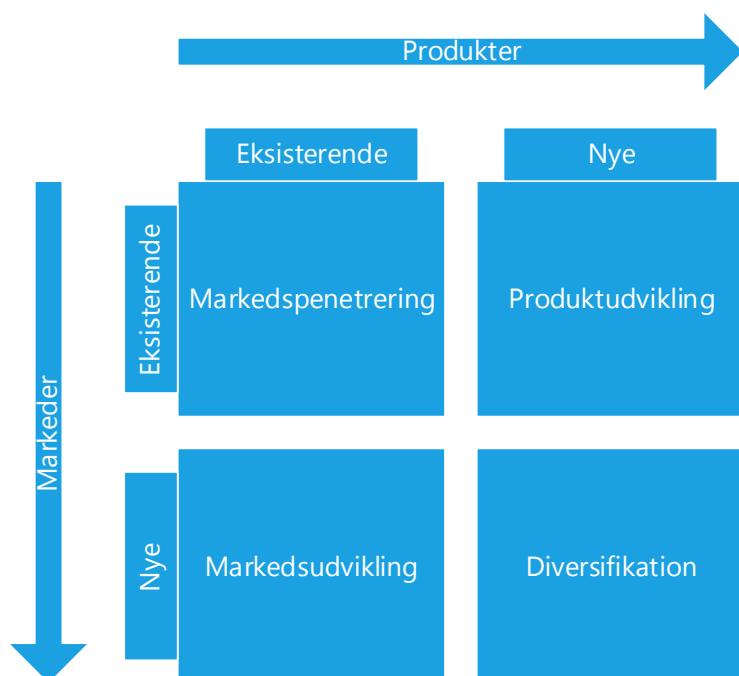 Produkter
Eksisterende
Nye
Markeder
Eksisterende
Markedspenetrering
Produktudvikling
Nye
Markedsudvikling
Diversifikation